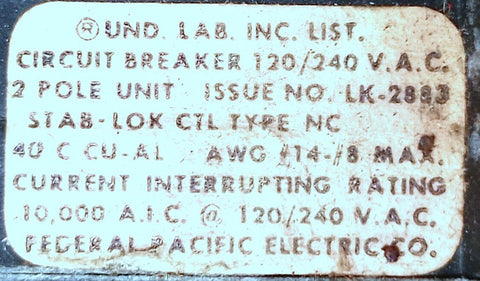 ® UND. LAB. INC. LIST.
CIRCUIT BREAKER 120/240 V.A.C.
2 POLE UNIT ISSUE NO. LK-2883
STAB-LOK CTL TYPE NC
40 C CU-AL AWG #14-#8 MAX.
CURRENT INTERRUPTING RATING
10,000 A.I.C. @ 120/240 V.A.C.
FEDERAL PACIFIC ELECTRIC CO.